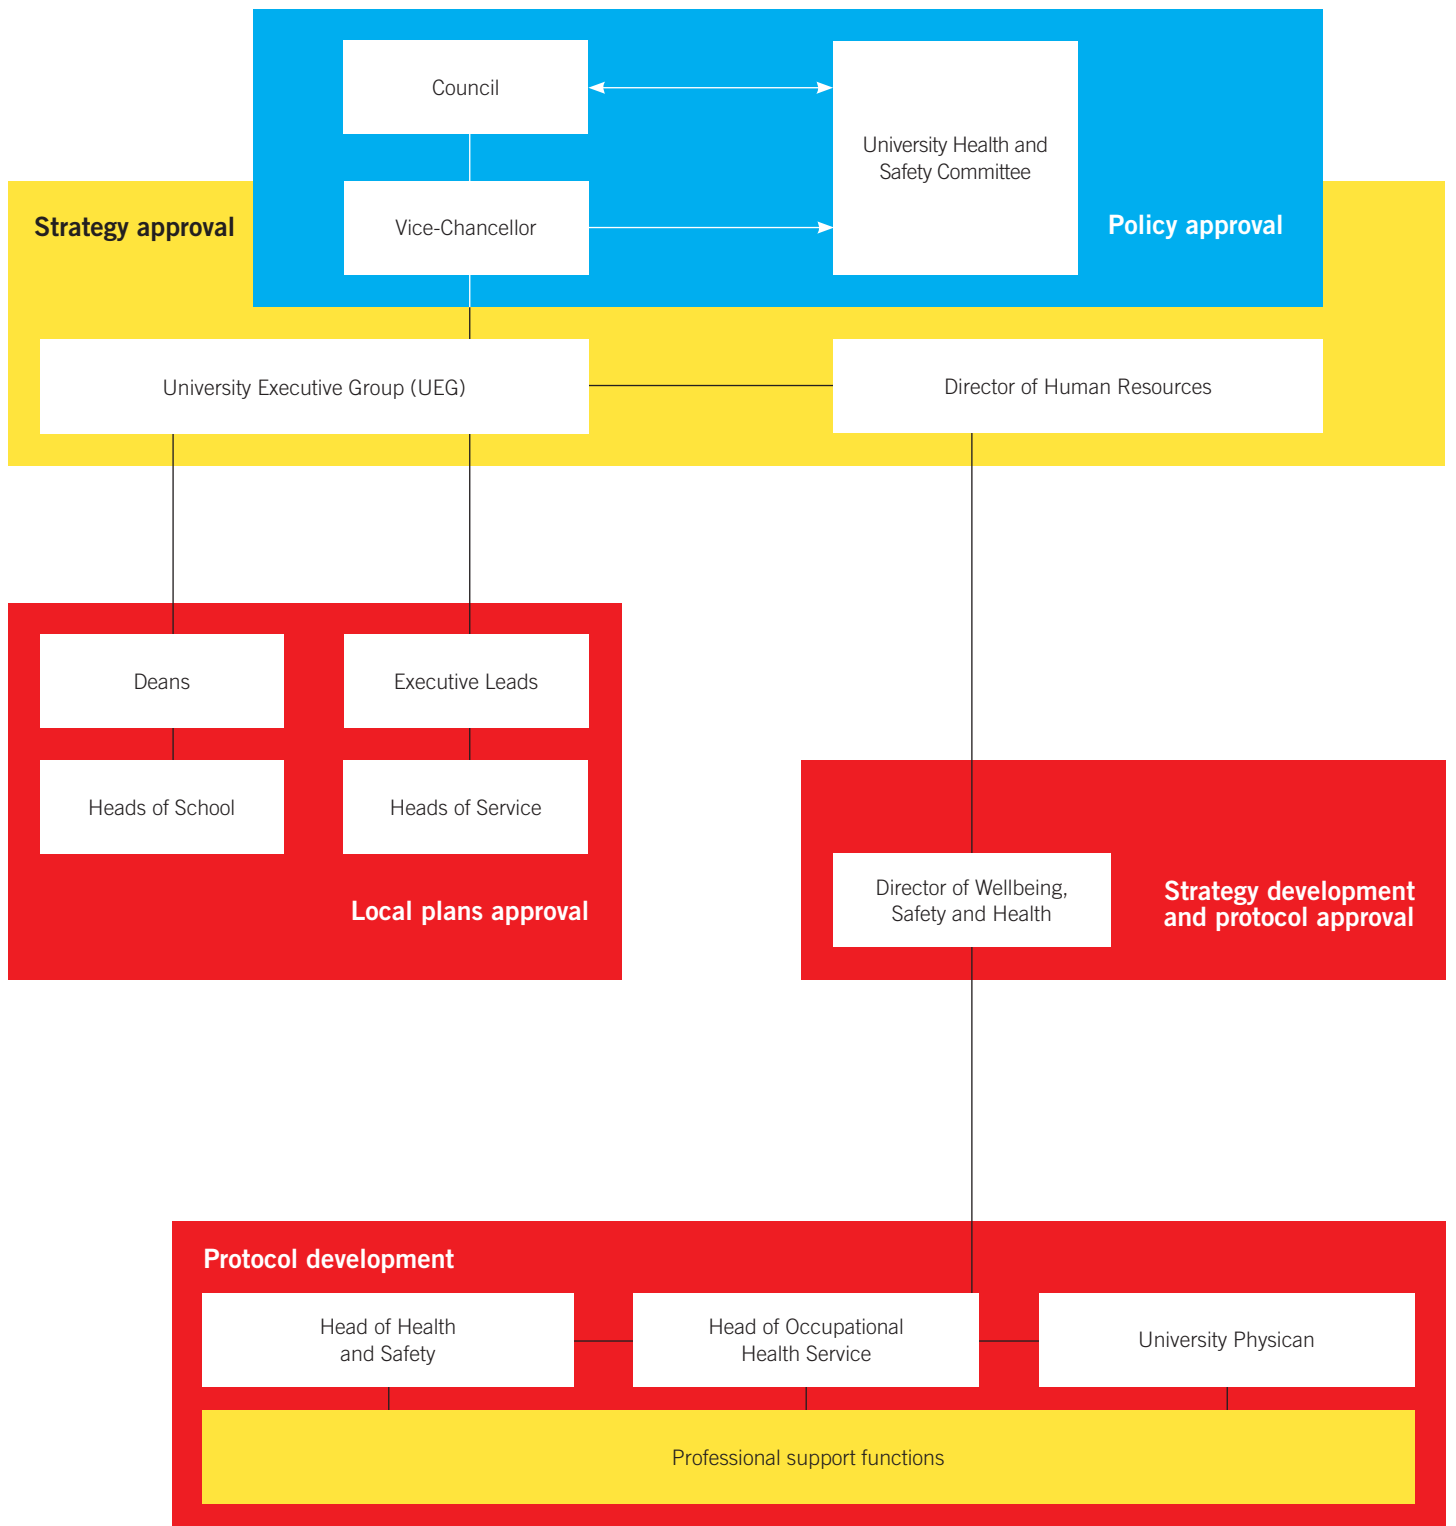 Council
University Health and
Safety Committee
Strategy approval
Vice-Chancellor
Policy approval
University Executive Group (UEG)
Director of Human Resources
Deans
Executive Leads
Heads of School
Heads of Service
Local plans approval
Director of Wellbeing,
Safety and Health
Strategy development
and protocol approval
Protocol development
Head of Health
and Safety
Head of Occupational
Health Service
University Physican
Professional support functions